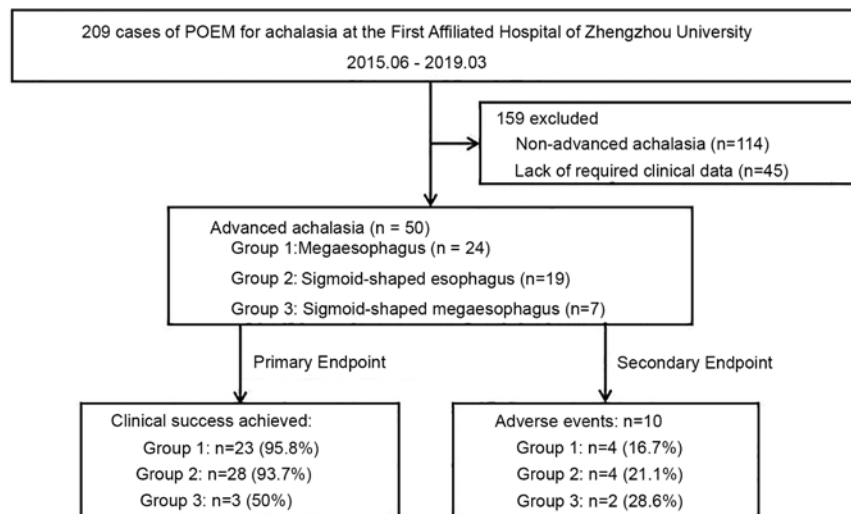 209 cases of POEM for achalasia at the First Affiliated Hospital of Zhengzhou University
2015.06 - 2019.03
159 excluded
Non-advanced achalasia (n=114)
Lack of required clinical data (n=45)
Advanced achalasia (n = 50)
Group 1:Megaesophagus (n = 24)
Group 2: Sigmoid-shaped esophagus (n=19)
Group 3: Sigmoid-shaped megaesophagus (n=7)
Primary Endpoint
Secondary Endpoint
Clinical success achieved:
Group 1: n=23 (95.8%)
Group 2: n=28 (93.7%)
Group 3: n=3 (50%)
Adverse events: n=10
Group 1: n=4 (16.7%)
Group 2: n=4 (21.1%)
Group 3: n=2 (28.6%)